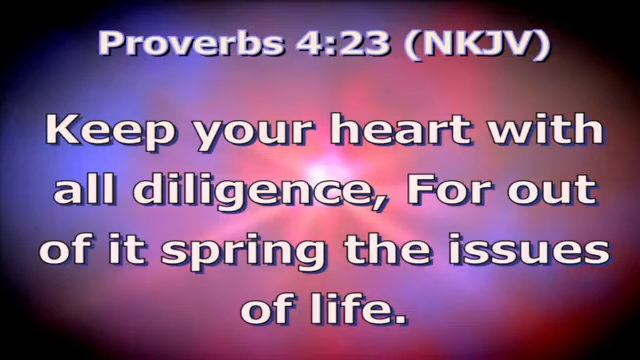 Proverbs 4:23 (NKJV)
Keep your heart with
all diligence, For out
of it spring the issues
of life.